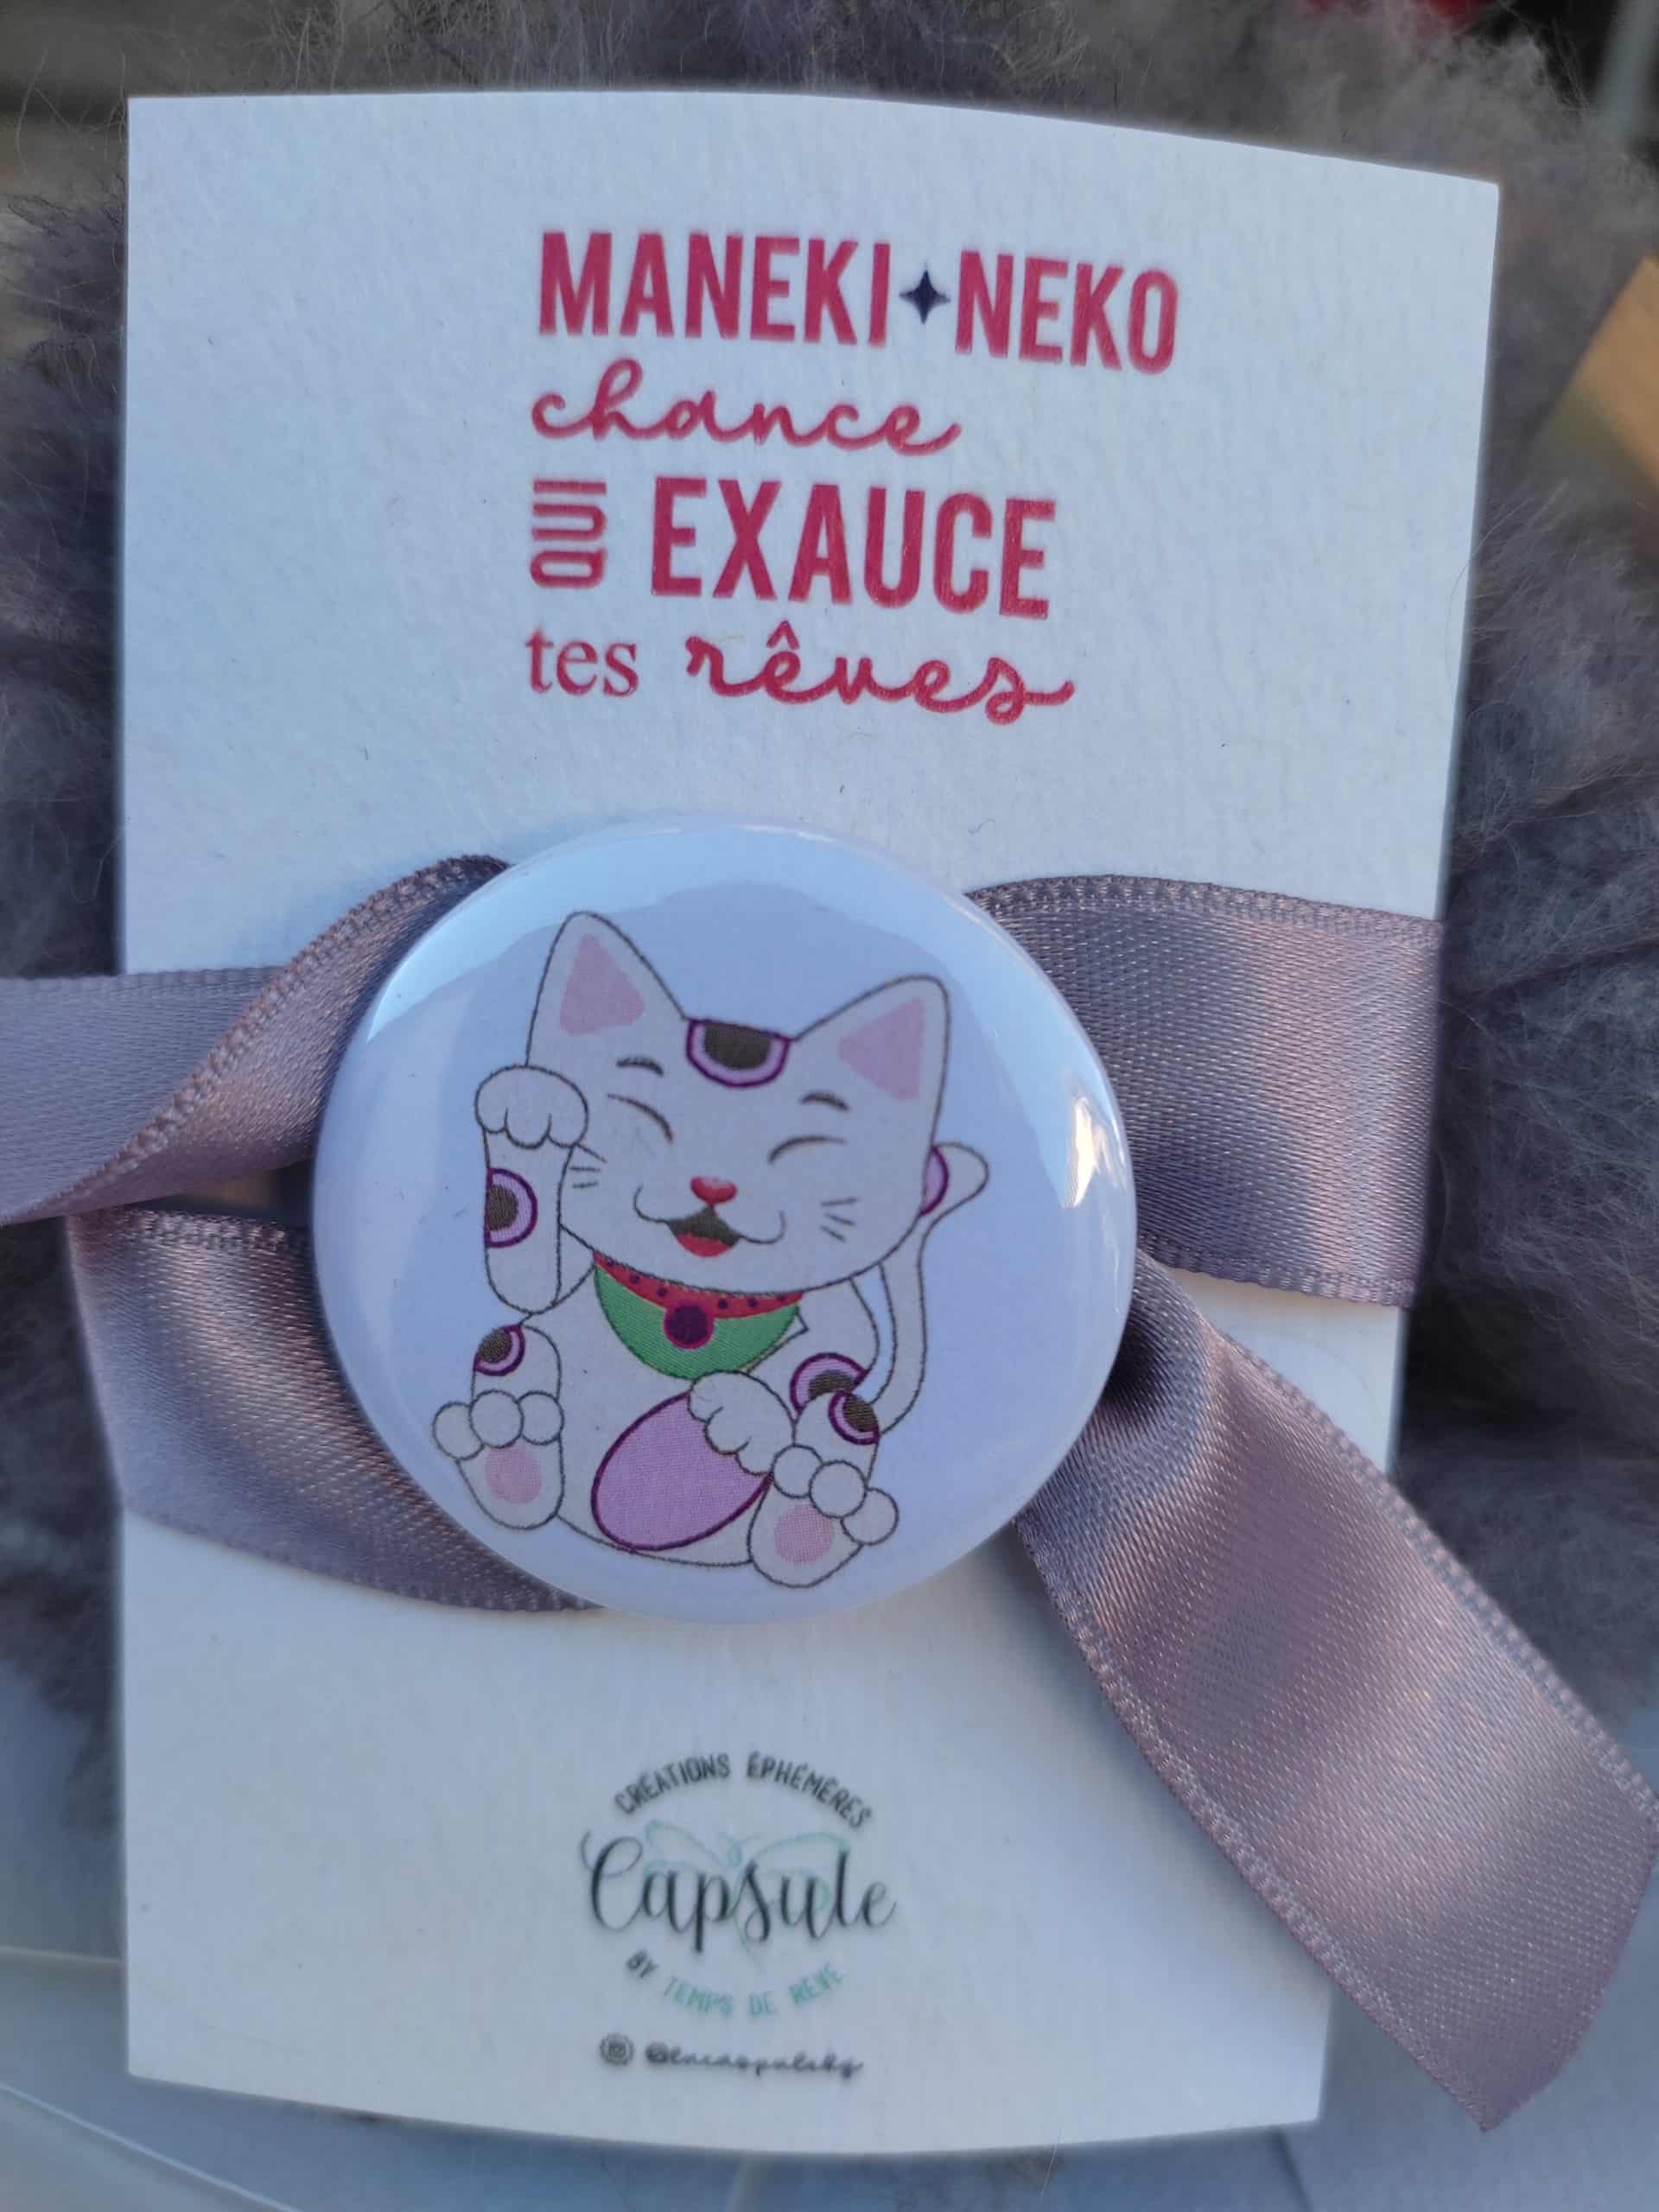 MANEKI✦NEKO
chance
QUI EXAUCE
tes rêves
CRÉATIONS ÉPHÉMÈRES
Capsule
BY TEMPS DE RÊVE